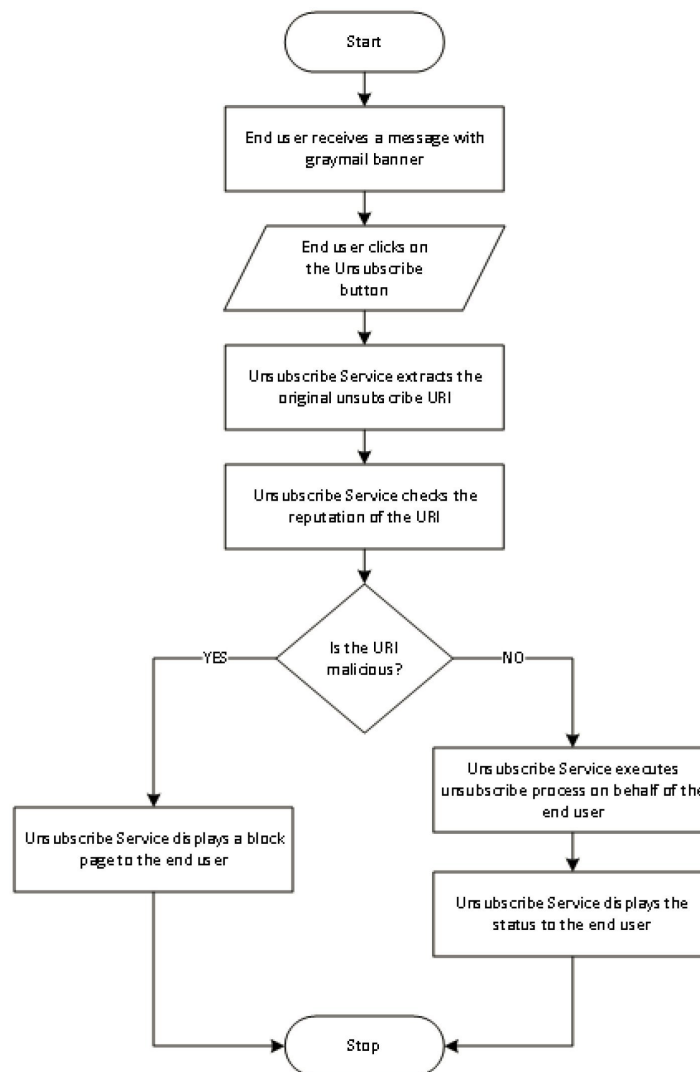 Start
End user receives a message with
graymail banner
End user clicks on
the Unsubscribe
button
Unsubscribe Service extracts the
original unsubscribe URI
Unsubscribe Service checks the
reputation of the URI
Is the URI
malicious?
YES
NO
Unsubscribe Service executes
unsubscribe process on behalf of the
end user
Unsubscribe Service displays a block
page to the end user
Unsubscribe Service displays the
status to the end user
Stop